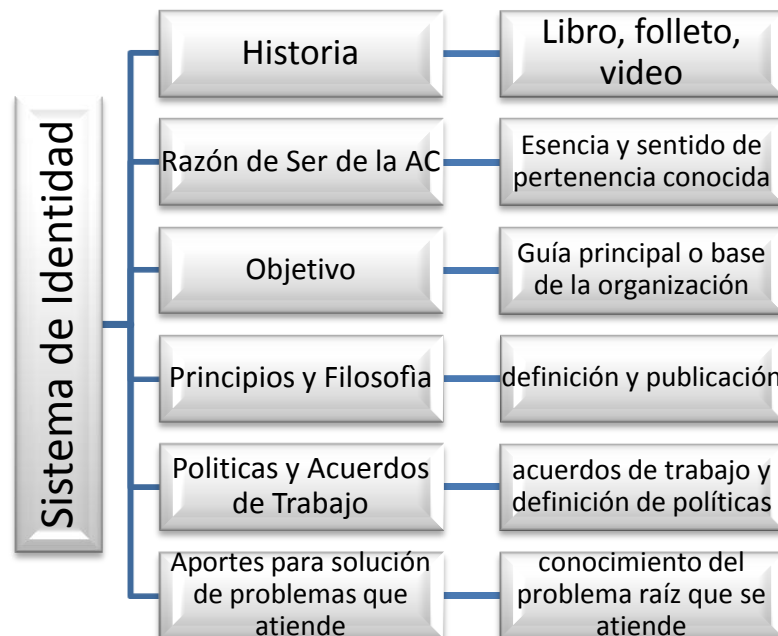 Sistema de Identidad
Historia
Libro, folleto,
video
Razón de Ser de la AC
Esencia y sentido de
pertenencia conocida
Objetivo
Guía principal o base
de la organización
Principios y Filosofìa
definición y publicación
Politicas y Acuerdos
de Trabajo
acuerdos de trabajo y
definición de políticas
Aportes para solución
de problemas que
atiende
conocimiento del
problema raíz que se
atiende